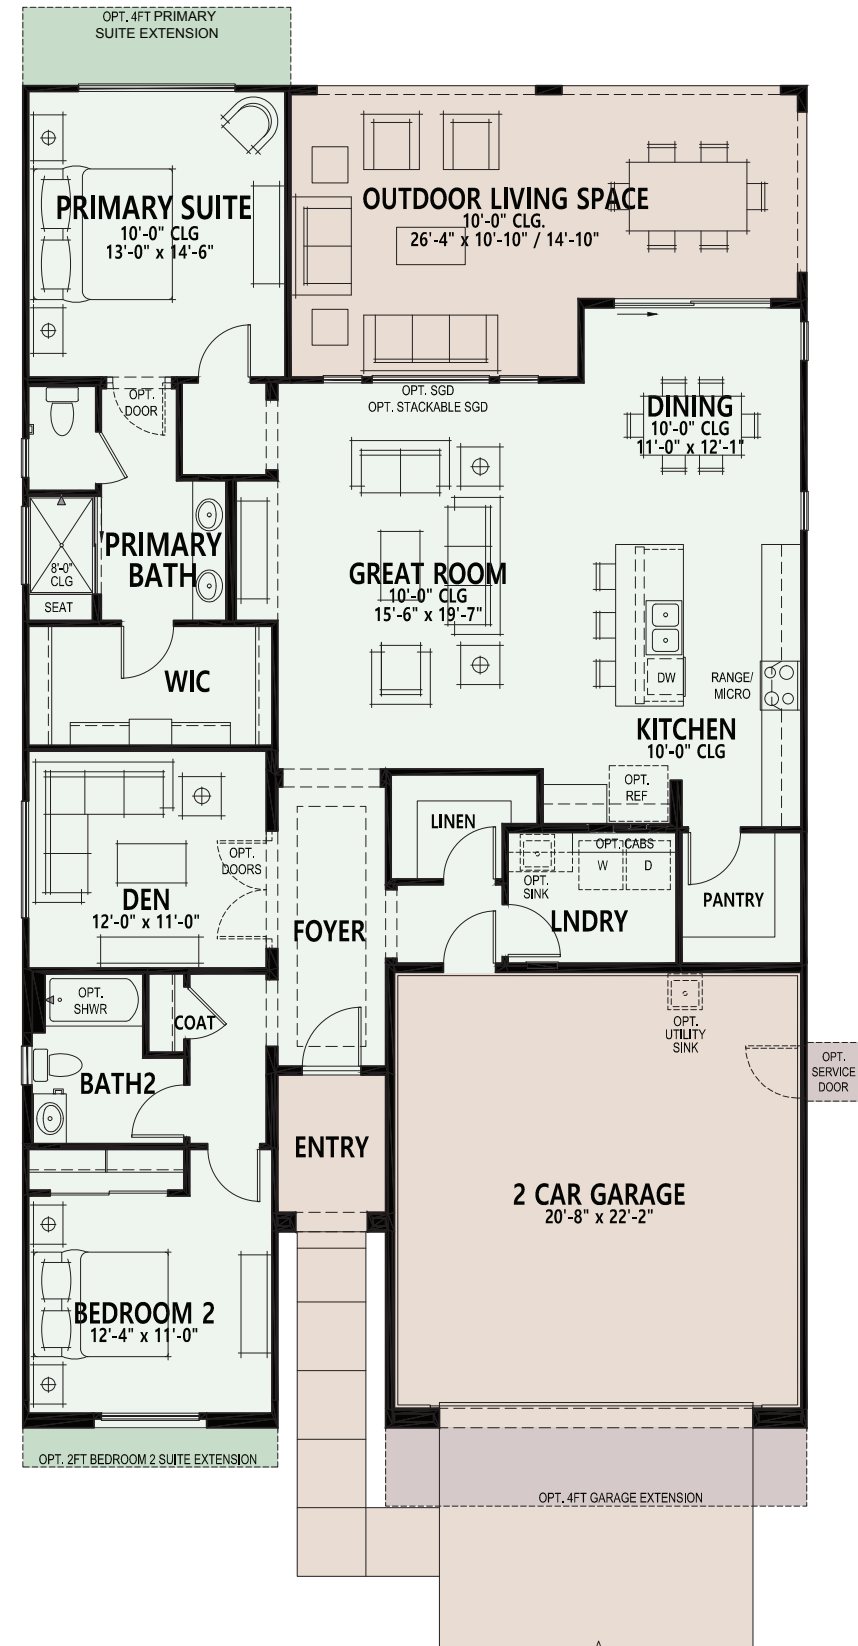 OPT. 4FT PRIMARY
SUITE EXTENSION
PRIMARY SUITE
10'-0" CLG
13'-0" x 14'-6"
OUTDOOR LIVING SPACE
10'-0" CLG.
26'-4" x 10'-10" / 14'-10"
OPT.
DOOR
OPT. SGD
OPT. STACKABLE SGD
DINING
10'-0" CLG
11'-0" x 12'-1"
PRIMARY
BATH
8'-0"
CLG
SEAT
GREAT ROOM
10'-0" CLG
15'-6" x 19'-7"
WIC
DW
RANGE/
MICRO
KITCHEN
10'-0" CLG
OPT.
REF
LINEN
OPT. CABS
W
D
OPT.
SINK
LNDRY
PANTRY
OPT.
DOORS
DEN
12'-0" x 11'-0"
FOYER
OPT.
SHWR
COAT
BATH2
OPT.
UTILITY
SINK
OPT.
SERVICE
DOOR
ENTRY
2 CAR GARAGE
20'-8" x 22'-2"
BEDROOM 2
12'-4" x 11'-0"
OPT. 2FT BEDROOM 2 SUITE EXTENSION
OPT. 4FT GARAGE EXTENSION